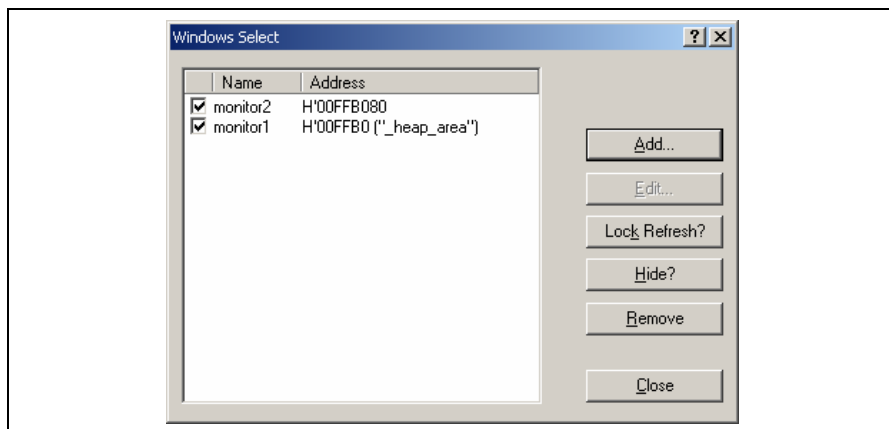 Windows Select
Name Address
monitor2 H'00FFB080
monitor1 H'00FFB0 ("_heap_area")
Add...
Edit...
Lock Refresh?
Hide?
Remove
Close